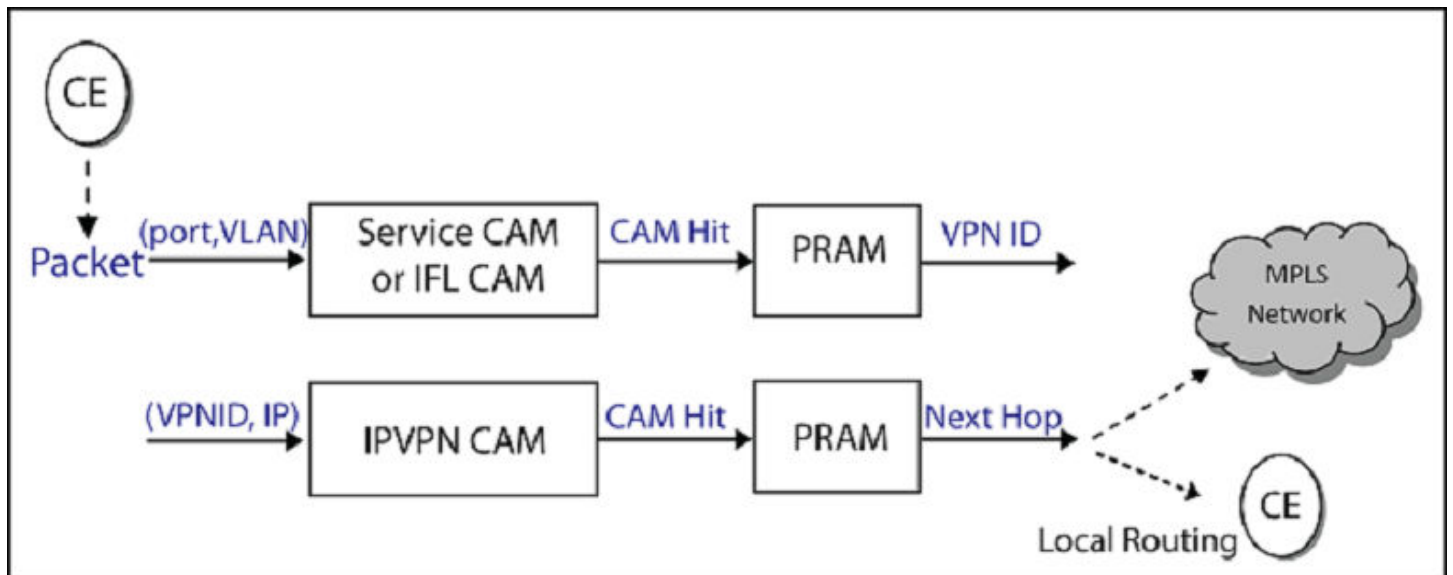 CE
Packet
(port,VLAN)
Service CAM
or IFL CAM
CAM Hit
PRAM
VPN ID
MPLS
Network
(VPNID, IP)
IPVPN CAM
CAM Hit
PRAM
Next Hop
CE
Local Routing